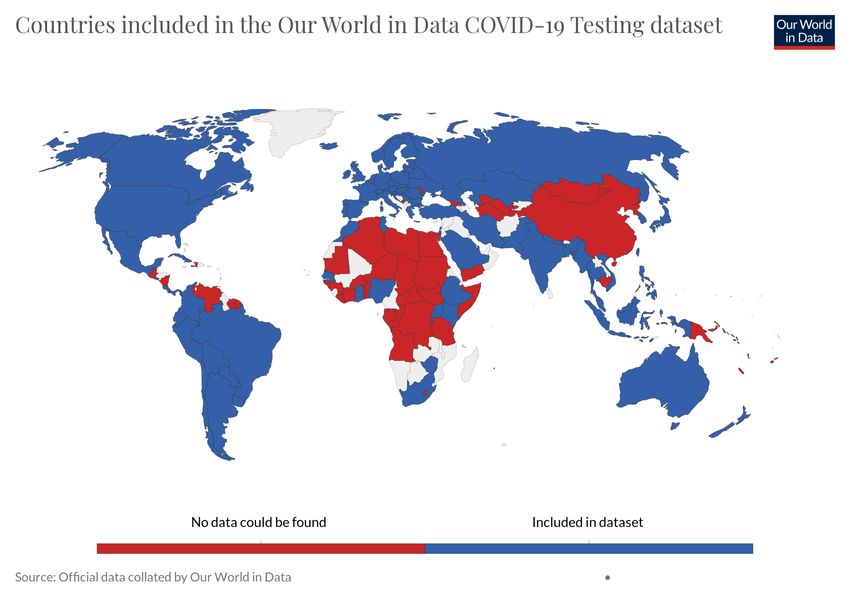 Countries included in the Our World in Data COVID-19 Testing dataset
Our World
in Data
No data could be found
Included in dataset
Source: Official data collated by Our World in Data